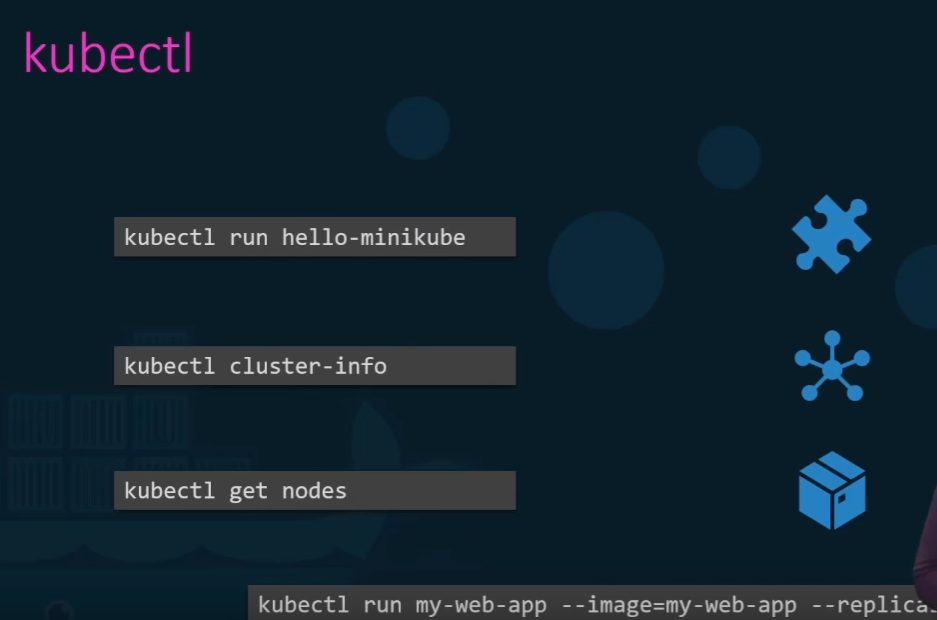 kubectl
kubectl run hello-minikube
kubectl cluster-info
kubectl get nodes
kubectl run my-web-app --image=my-web-app